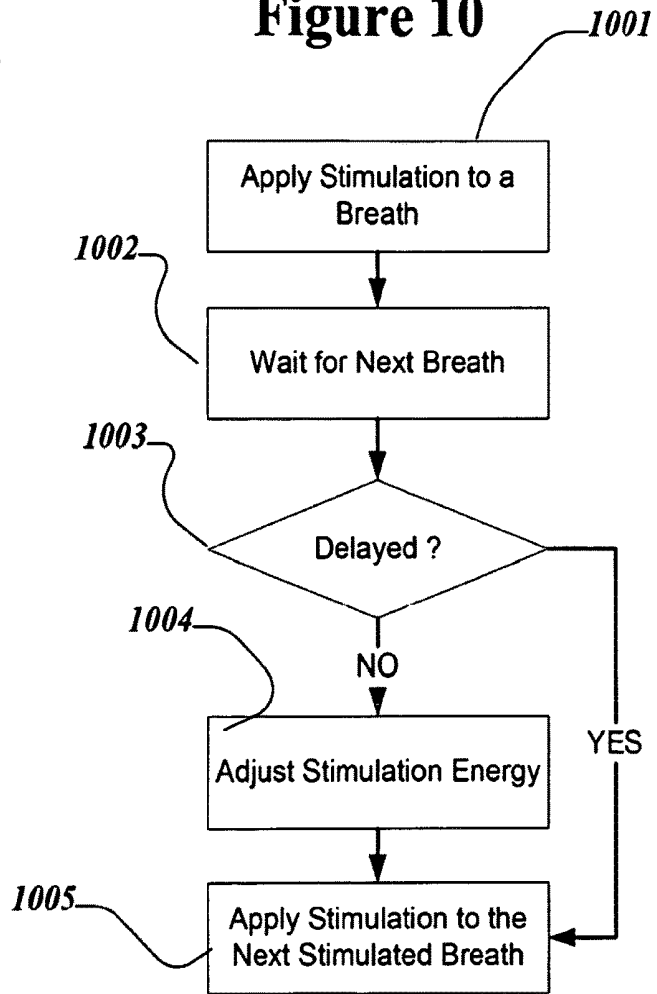 Figure 10
1001
Apply Stimulation to a
Breath
1002
Wait for Next Breath
1003
Delayed ?
1004
NO
YES
Adjust Stimulation Energy
1005
Apply Stimulation to the
Next Stimulated Breath